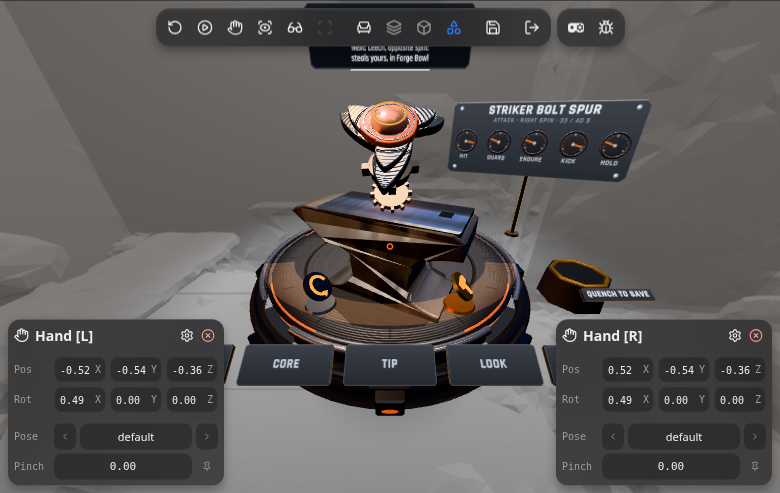 Next: Leech, opposite spin:
steals yours, in Forge Bowl
STRIKER BOLT SPUR
ATTACK · RIGHT SPIN · 33 / 40 G
HIT
GUARD
ENDURE
KICK
HOLD
QUENCH TO SAVE
CORE
TIP
LOOK
Hand [L]
Pos -0.52 X -0.54 Y -0.36 Z
Rot 0.49 X 0.00 Y 0.00 Z
Pose < default >
Pinch 0.00
Hand [R]
Pos 0.52 X -0.54 Y -0.36 Z
Rot 0.49 X 0.00 Y 0.00 Z
Pose < default >
Pinch 0.00